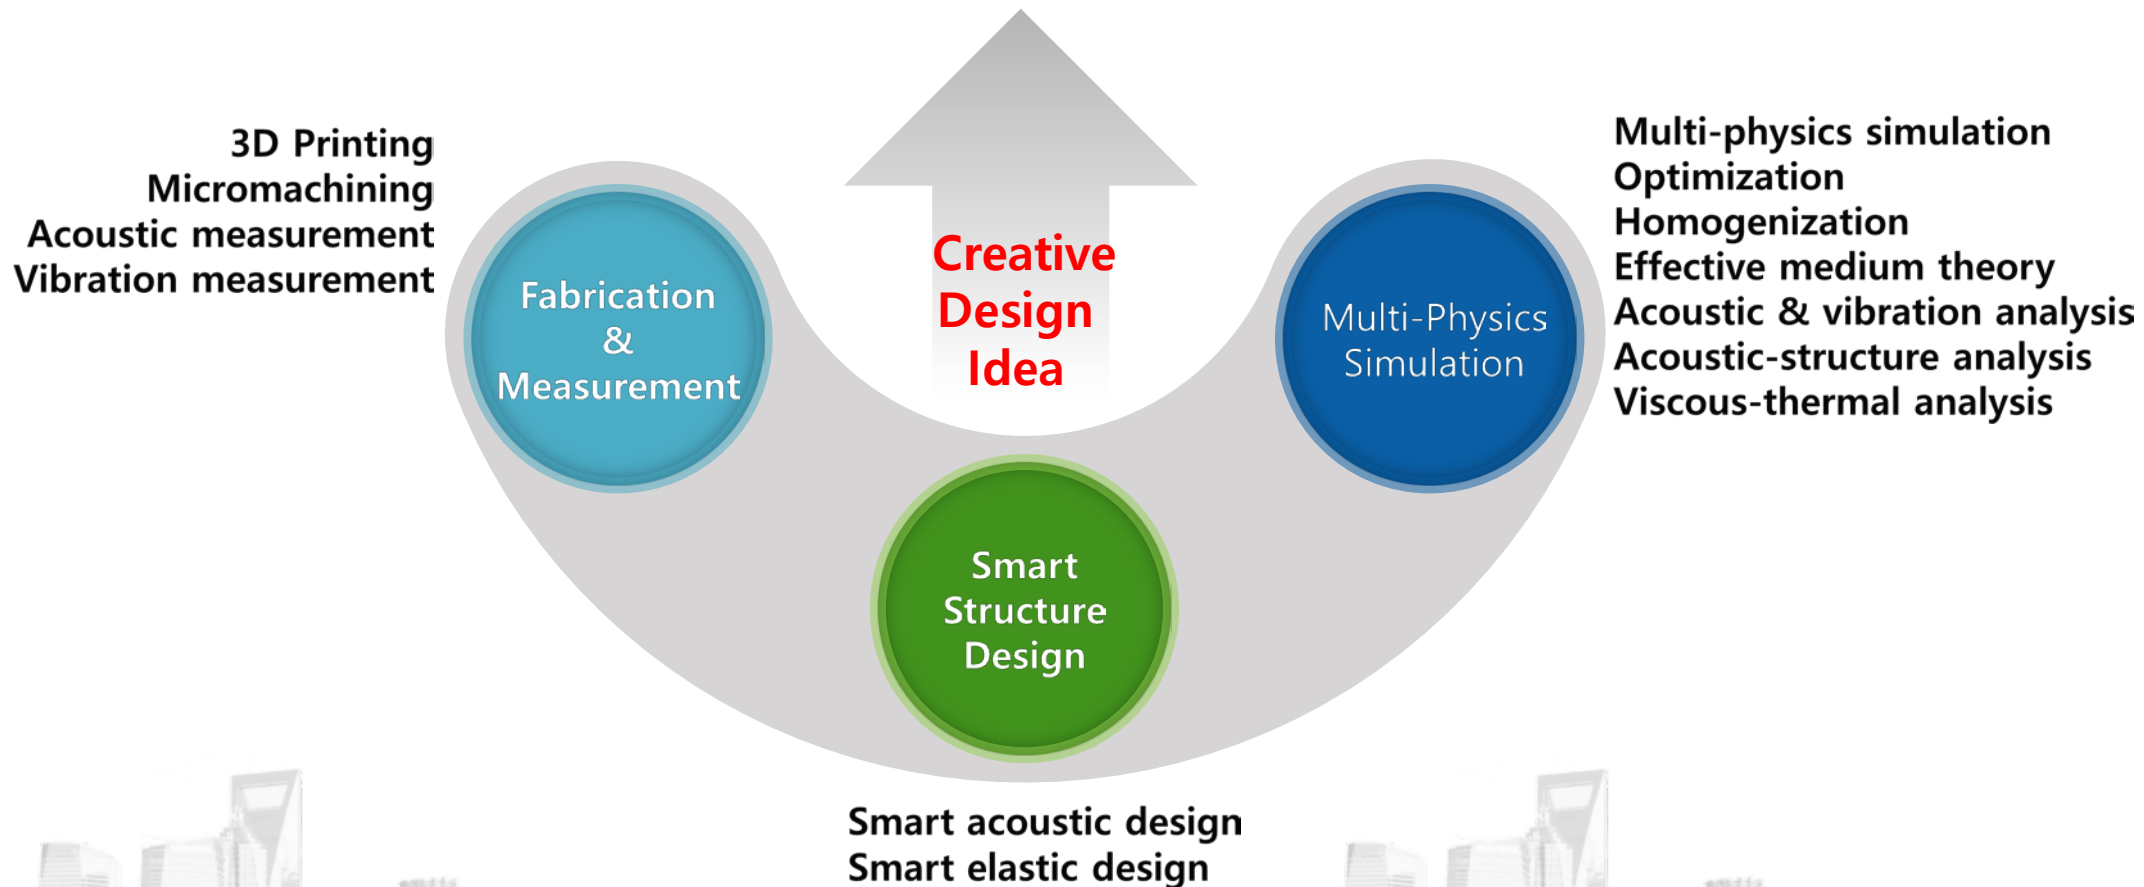 3D Printing
Micromachining
Acoustic measurement
Vibration measurement
Fabrication
&
Measurement
Creative
Design
Idea
Multi-Physics
Simulation
Multi-physics simulation
Optimization
Homogenization
Effective medium theory
Acoustic & vibration analysis
Acoustic-structure analysis
Viscous-thermal analysis
Smart
Structure
Design
Smart acoustic design
Smart elastic design